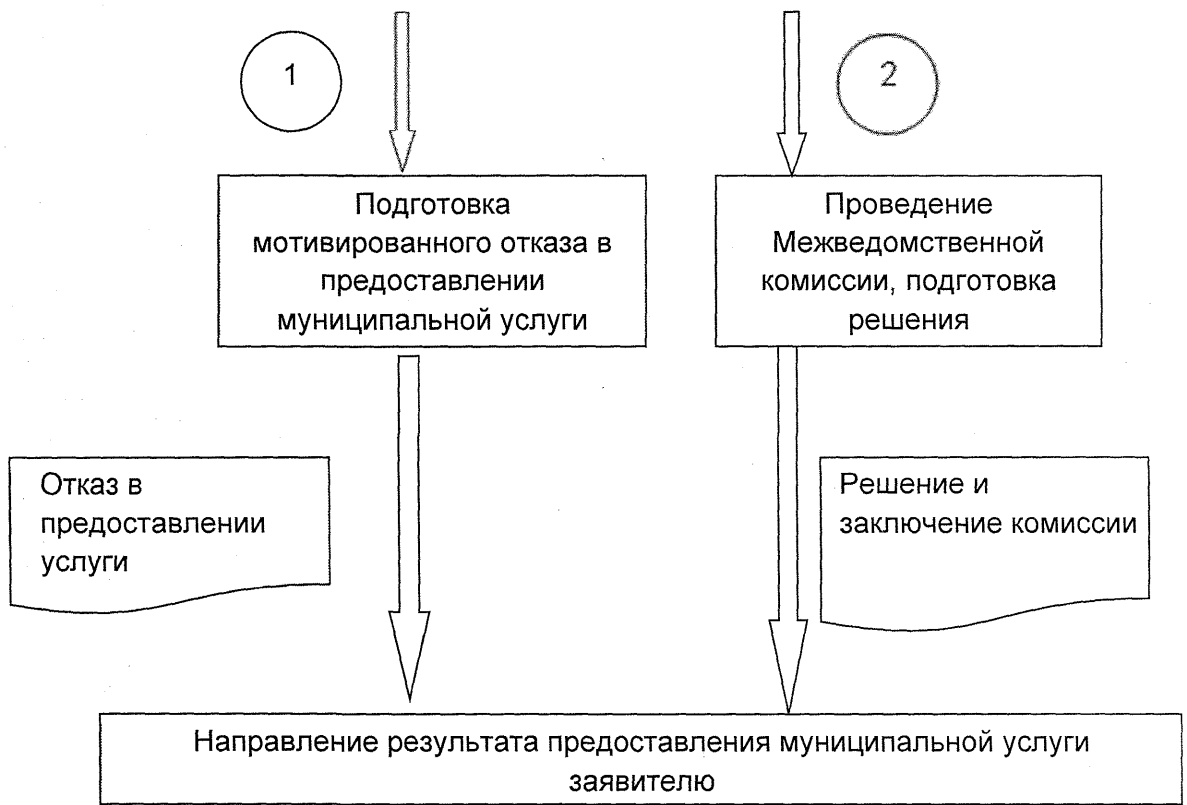 1
2
Подготовка
мотивированного отказа в
предоставлении
муниципальной услуги
Проведение
Межведомственной
комиссии, подготовка
решения
Отказ в
предоставлении
услуги
Решение и
заключение комиссии
Направление результата предоставления муниципальной услуги
заявителю